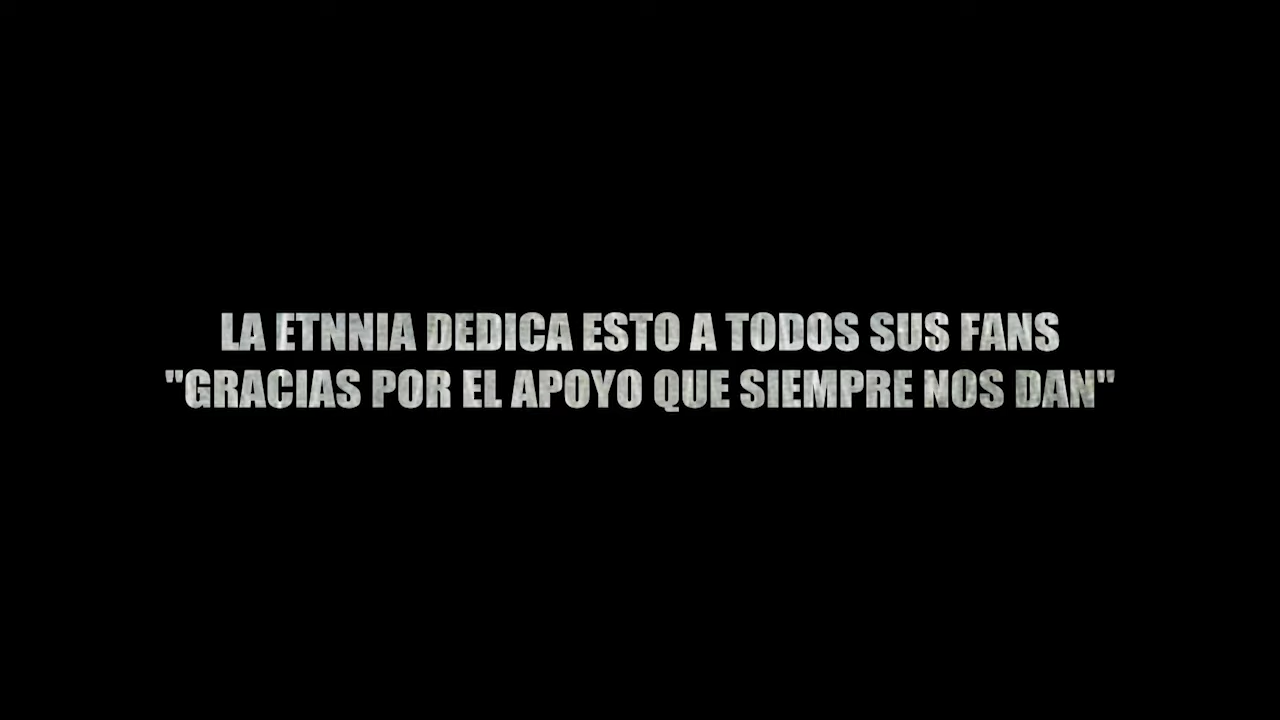 LA ETNNIA DEDICA ESTO A TODOS SUS FANS
"GRACIAS POR EL APOYO QUE SIEMPRE NOS DAN"